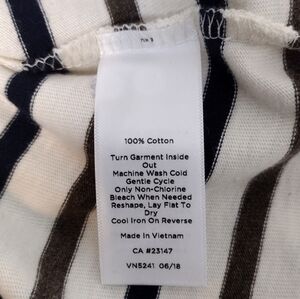 100% Cotton
Turn Garment Inside
Out
Machine Wash Cold
Gentle Cycle
Only Non-Chlorine
Bleach When Needed
Reshape, Lay Flat To
Dry
Cool Iron On Reverse
Made In Vietnam
CA #23147
VN5241 06/18